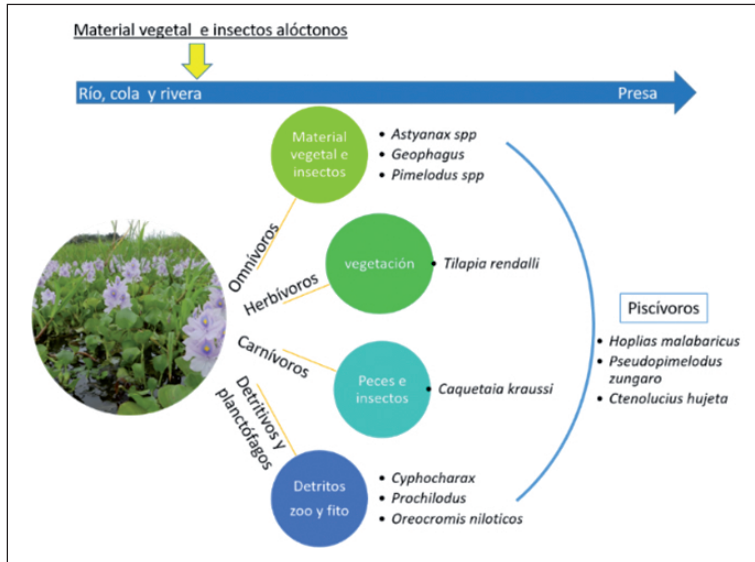 Material vegetal e insectos alóctonos
Río, cola y rivera
Presa
Material
vegetal e
insectos
• Astyanax spp
• Geophagus
• Pimelodus spp
Omnívoros
vegetación
• Tilapia rendalli
Herbívoros
Piscívoros
• Hoplias malabaricus
• Pseudopimelodus
zungaro
• Ctenolucius hujeta
Carnívoros
Peces e
insectos
• Caquetaia kraussi
Detritivos y
planctófagos
Detritos
zoo y fito
• Cyphocharax
• Prochilodus
• Oreocromis niloticos